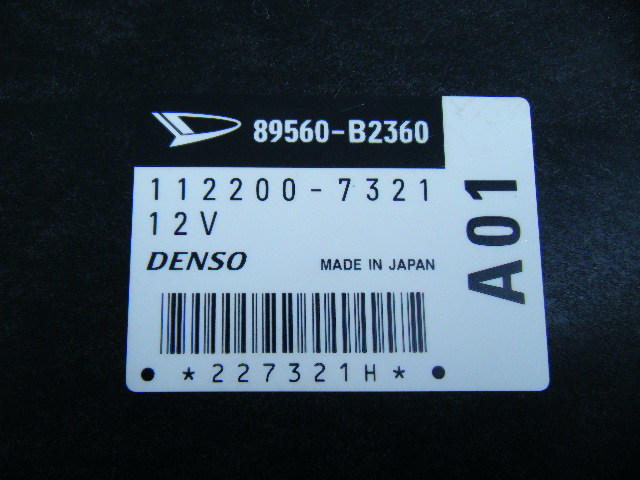 89560-B2360
112200-7321
12V
DENSO MADE IN JAPAN
*227321H*
A01